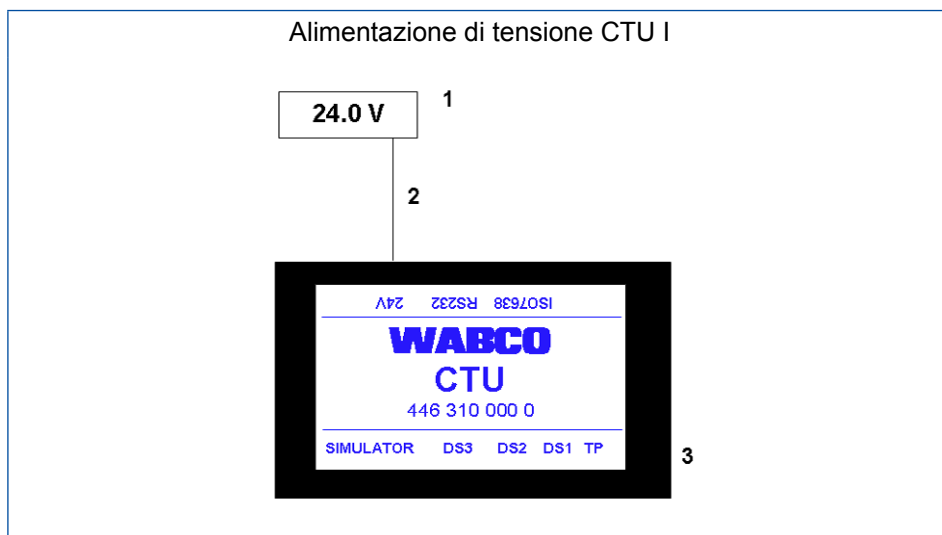 Alimentazione di tensione CTU I
24.0 V
1
2
24V RS232 ISO7638
WABCO
CTU
446 310 000 0
SIMULATOR DS3 DS2 DS1 TP
3